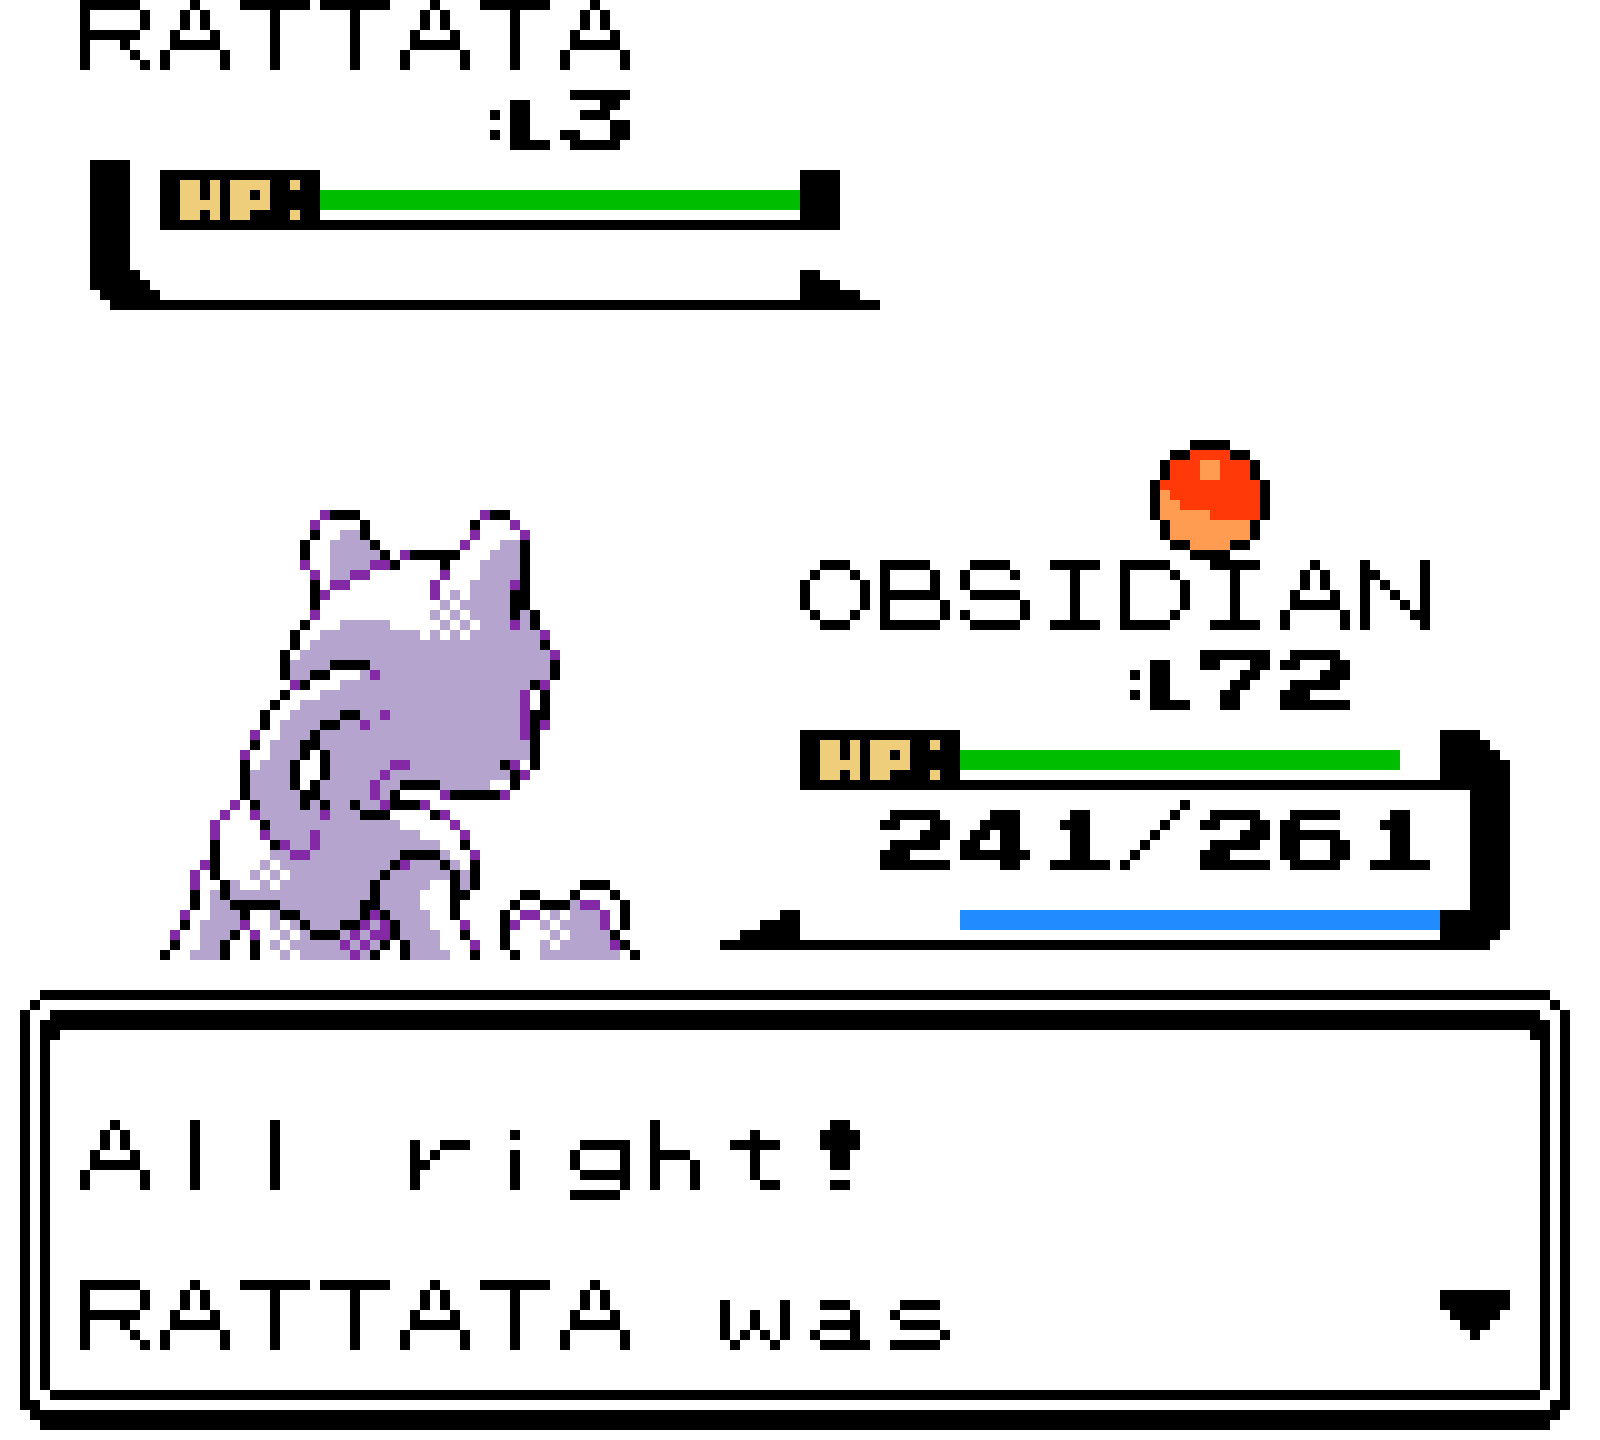 RATTATA
:L3
HP:
OBSIDIAN
:L72
HP:
241/261
All right!
RATTATA was